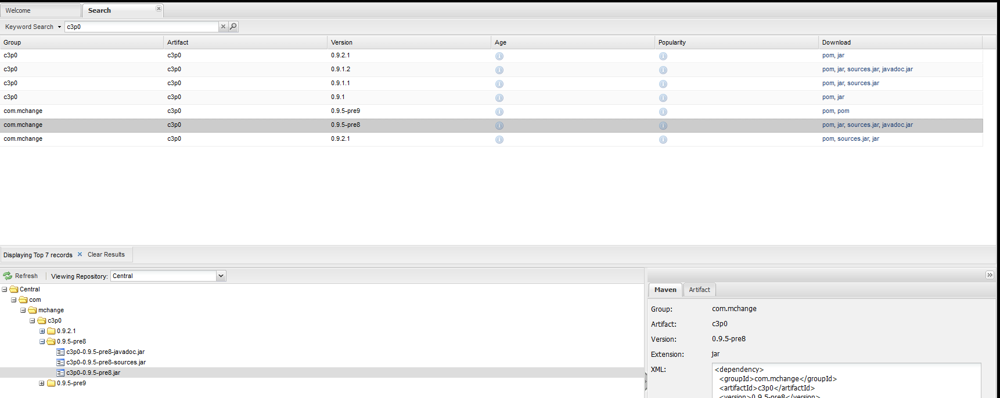 Welcome Search
Keyword Search c3p0
Group Artifact Version Age Popularity Download
c3p0 c3p0 0.9.2.1 pom, jar
c3p0 c3p0 0.9.1.2 pom, jar, sources.jar, javadoc.jar
c3p0 c3p0 0.9.1.1 pom, jar, sources.jar
c3p0 c3p0 0.9.1 pom, jar
com.mchange c3p0 0.9.5-pre9 pom, pom
com.mchange c3p0 0.9.5-pre8 pom, jar, sources.jar, javadoc.jar
com.mchange c3p0 0.9.2.1 pom, sources.jar, jar
Displaying Top 7 records Clear Results
Refresh Viewing Repository: Central
Central
com
mchange
c3p0
0.9.2.1
0.9.5-pre8
c3p0-0.9.5-pre8-javadoc.jar
c3p0-0.9.5-pre8-sources.jar
c3p0-0.9.5-pre8.jar
0.9.5-pre9
Maven Artifact
Group: com.mchange
Artifact: c3p0
Version: 0.9.5-pre8
Extension: jar
XML: <dependency>
<groupId>com.mchange</groupId>
<artifactId>c3p0</artifactId>
<version>0.9.5-pre8</version>